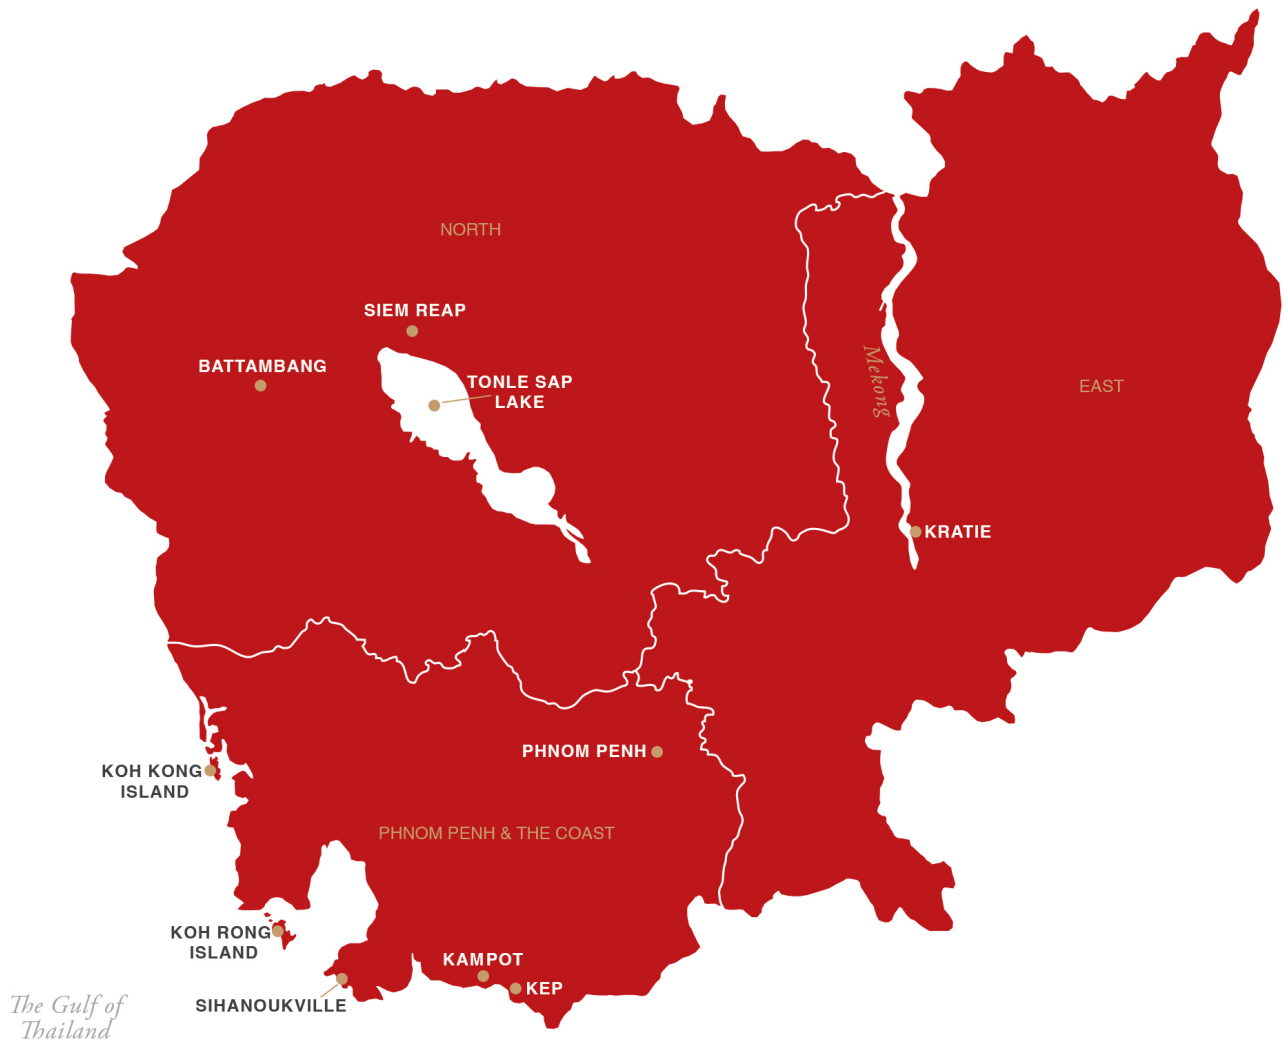 NORTH
SIEM REAP
BATTAMBANG
TONLE SAP
LAKE
Mekong
EAST
KRATIE
PHNOM PENH
KOH KONG
ISLAND
PHNOM PENH & THE COAST
KOH RONG
ISLAND
KAMPOT
KEP
SIHANOUKVILLE
The Gulf of
Thailand